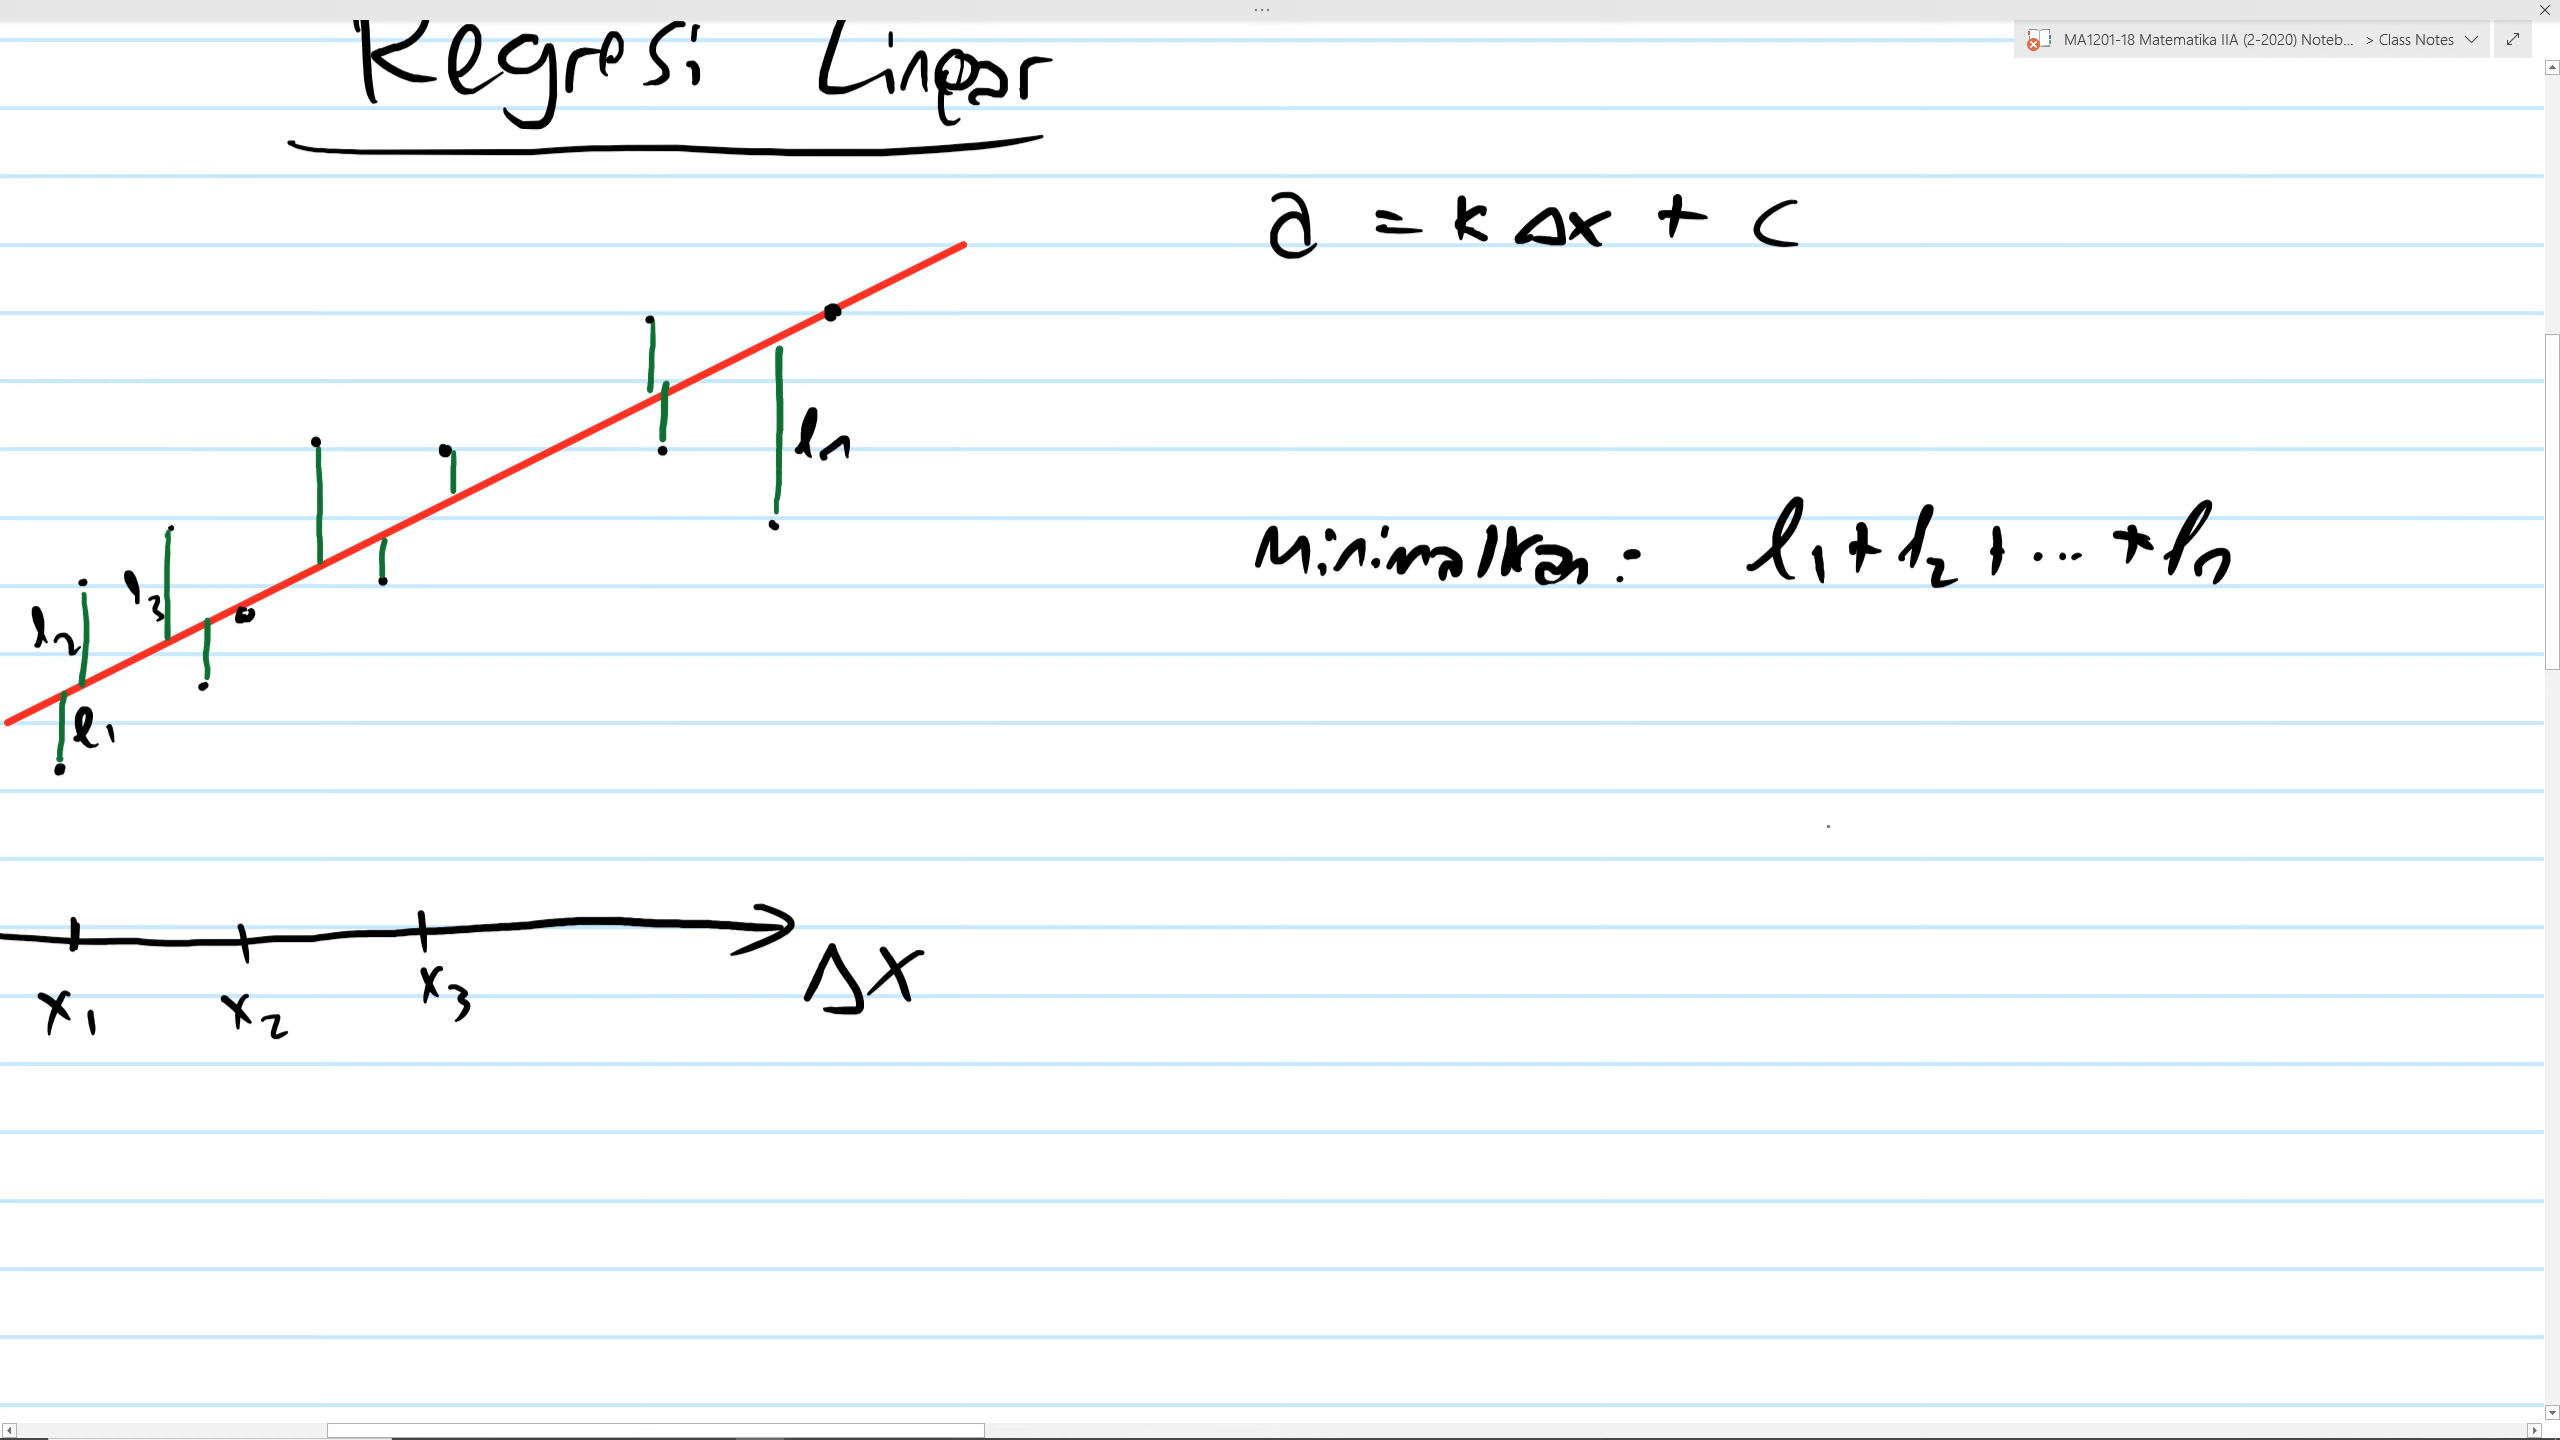 MA1201-18 Matematika IIA (2-2020) Noteb... > Class Notes
Regresi Linear
a = k Δx + c
ln
Minimalkan : l1 + l2 + ... + ln
l3
l2
l1
x1 x2 x3 Δx